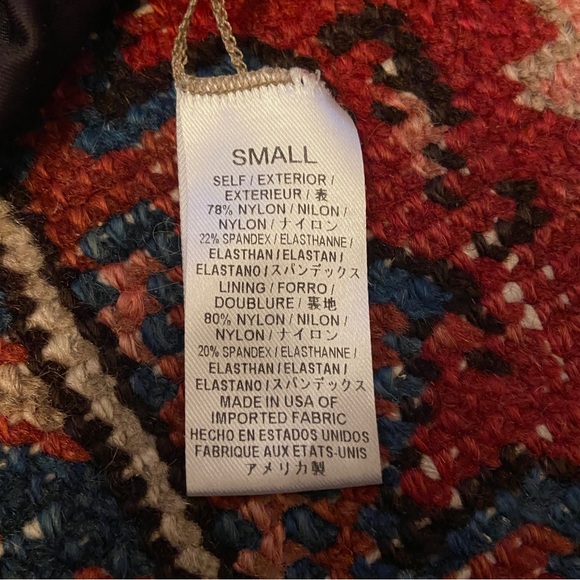 SMALL
SELF / EXTERIOR /
EXTERIEUR / 表
78% NYLON / NILON /
NYLON / ナイロン
22% SPANDEX / ELASTHANNE /
ELASTHAN / ELASTAN /
ELASTANO / スパンデックス
LINING / FORRO /
DOUBLURE / 裏地
80% NYLON / NILON /
NYLON / ナイロン
20% SPANDEX / ELASTHANNE /
ELASTHAN / ELASTAN /
ELASTANO / スパンデックス
MADE IN USA OF
IMPORTED FABRIC
HECHO EN ESTADOS UNIDOS
FABRIQUE AUX ETATS-UNIS
アメリカ製